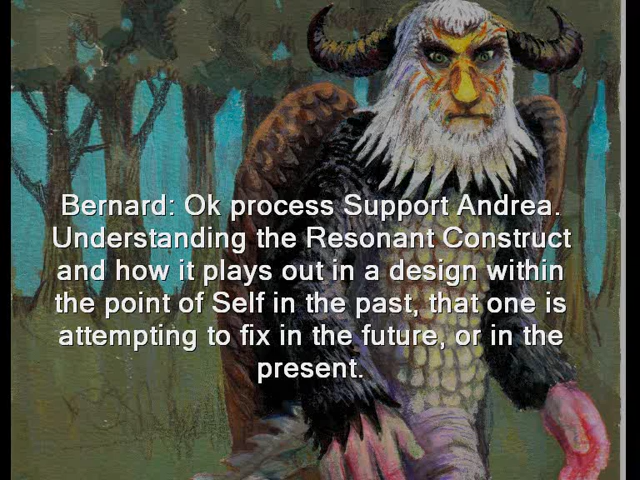 Bernard: Ok process Support Andrea.
Understanding the Resonant Construct
and how it plays out in a design within
the point of Self in the past, that one is
attempting to fix in the future, or in the
present.